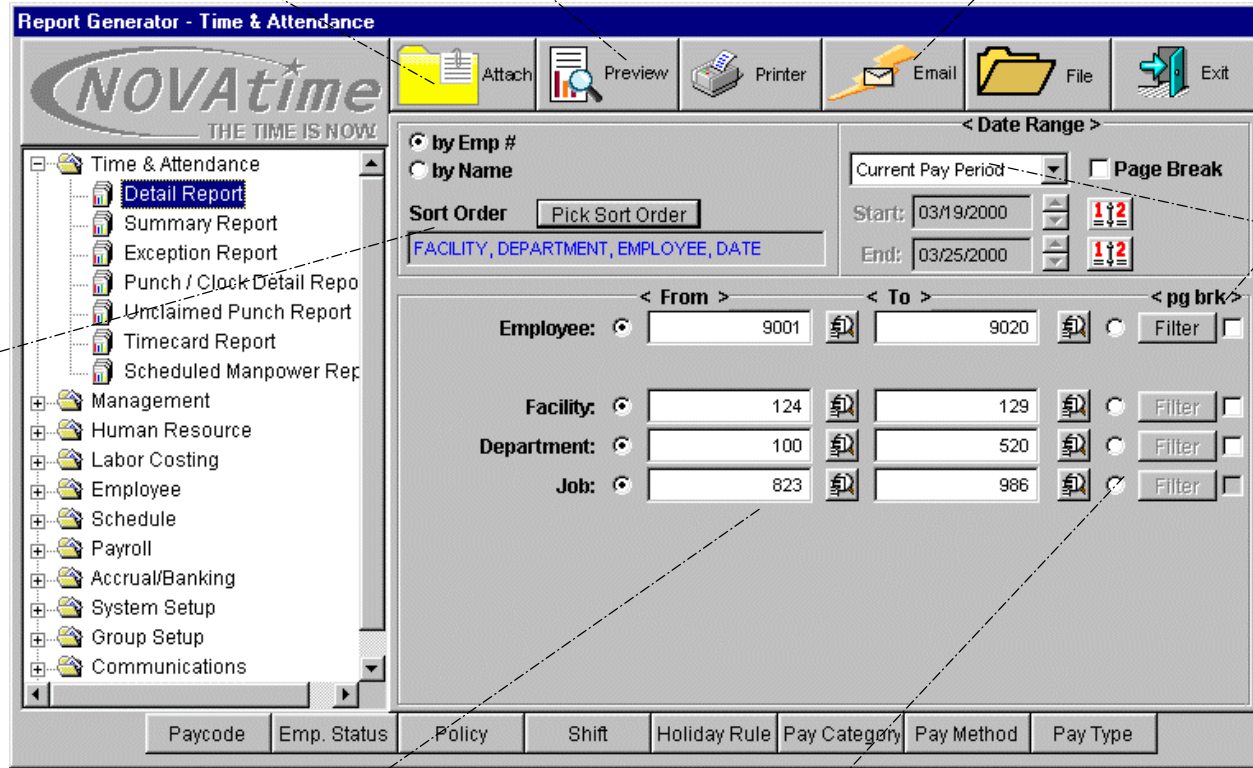 Report Generator - Time & Attendance
NOVAtime
THE TIME IS NOW.
Attach
Preview
Printer
Email
File
Exit
Time & Attendance
Detail Report
Summary Report
Exception Report
Punch / Clock Detail Repo
Unclaimed Punch Report
Timecard Report
Scheduled Manpower Rep
Management
Human Resource
Labor Costing
Employee
Schedule
Payroll
Accrual/Banking
System Setup
Group Setup
Communications
by Emp #
by Name
Sort Order Pick Sort Order
FACILITY, DEPARTMENT, EMPLOYEE, DATE
< Date Range >
Current Pay Period Page Break
Start: 03/19/2000 12
End: 03/25/2000 12
< From > < To > < pg brk >
Employee: 9001 9020 Filter
Facility: 124 129 Filter
Department: 100 520 Filter
Job: 823 986 Filter
Paycode Emp. Status Policy Shift Holiday Rule Pay Category Pay Method Pay Type